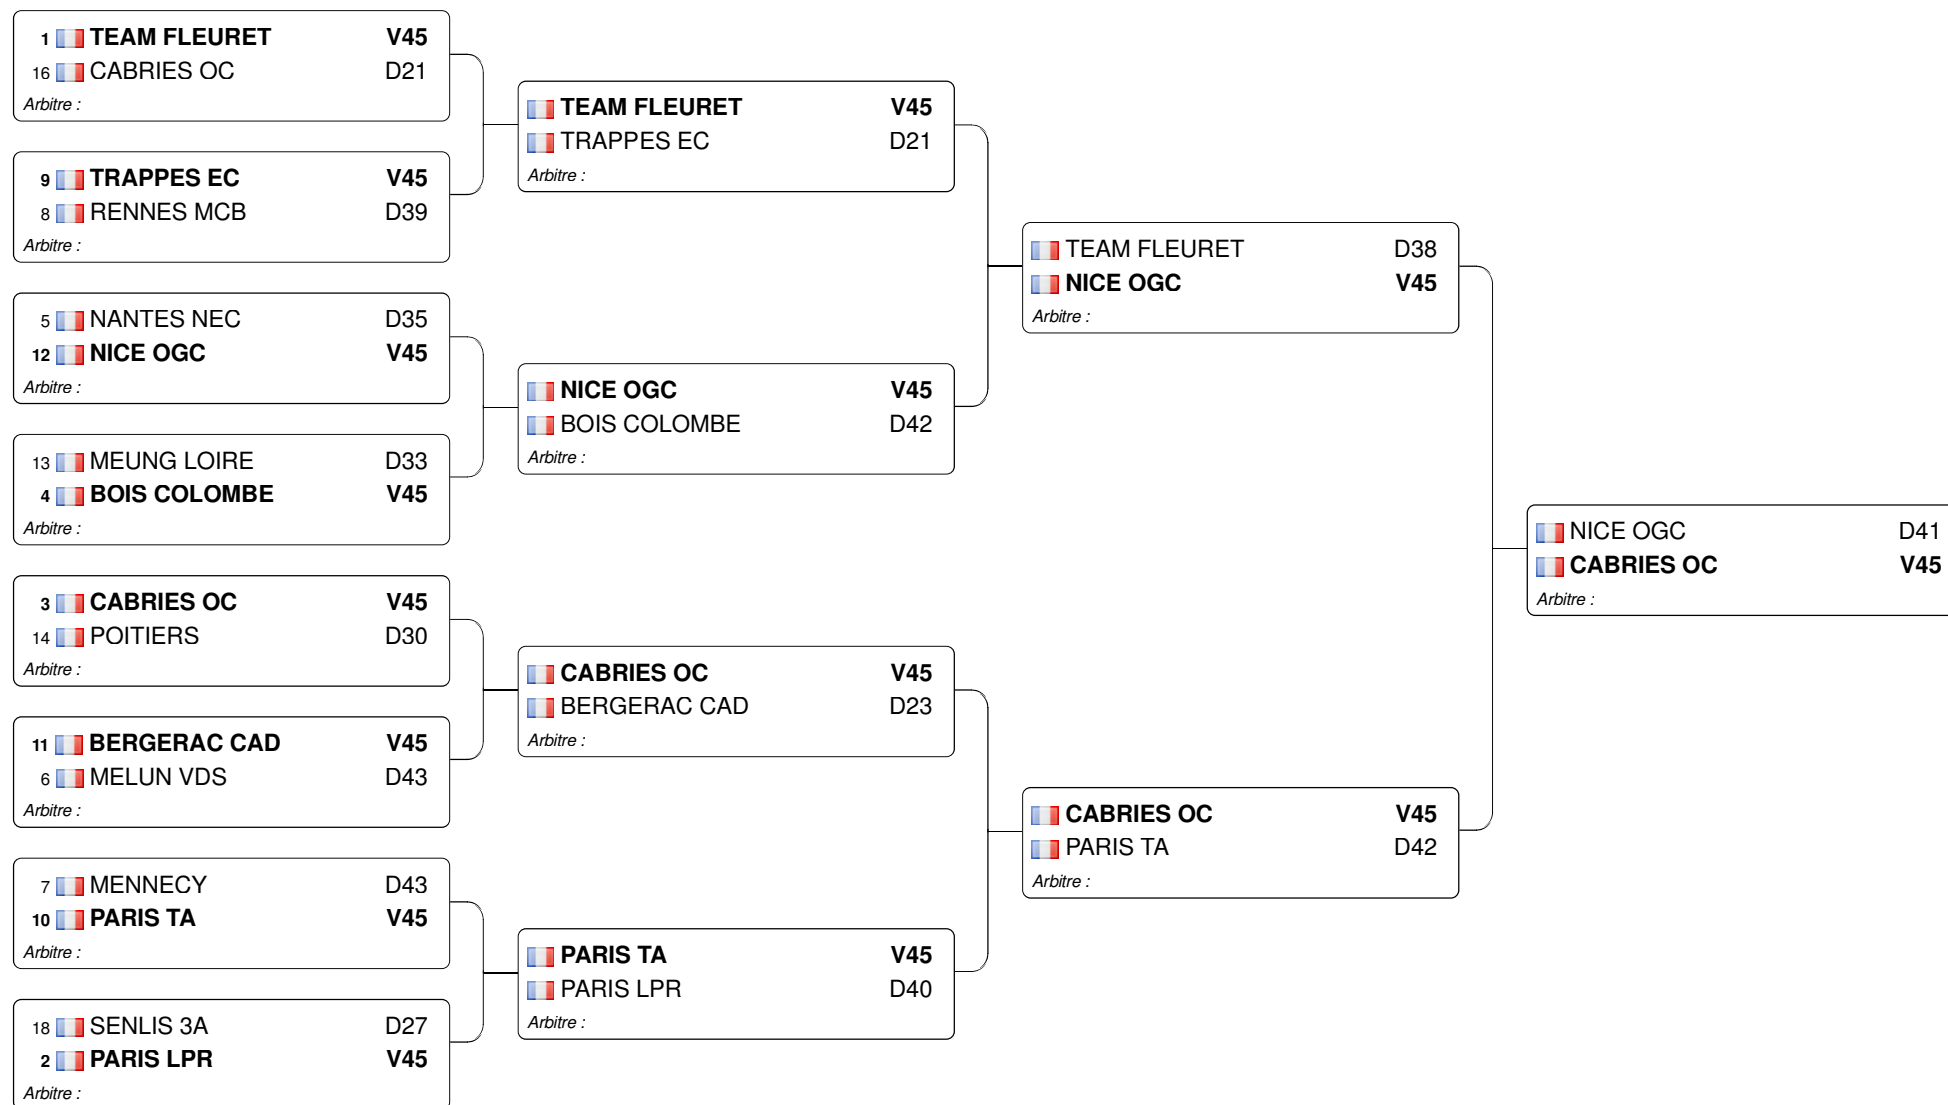 1 TEAM FLEURET V45
16 CABRIES OC D21
Arbitre :
9 TRAPPES EC V45
8 RENNES MCB D39
Arbitre :
5 NANTES NEC D35
12 NICE OGC V45
Arbitre :
13 MEUNG LOIRE D33
4 BOIS COLOMBE V45
Arbitre :
3 CABRIES OC V45
14 POITIERS D30
Arbitre :
11 BERGERAC CAD V45
6 MELUN VDS D43
Arbitre :
7 MENNECY D43
10 PARIS TA V45
Arbitre :
18 SENLIS 3A D27
2 PARIS LPR V45
Arbitre :
TEAM FLEURET V45
TRAPPES EC D21
Arbitre :
NICE OGC V45
BOIS COLOMBE D42
Arbitre :
CABRIES OC V45
BERGERAC CAD D23
Arbitre :
PARIS TA V45
PARIS LPR D40
Arbitre :
TEAM FLEURET D38
NICE OGC V45
Arbitre :
CABRIES OC V45
PARIS TA D42
Arbitre :
NICE OGC D41
CABRIES OC V45
Arbitre :